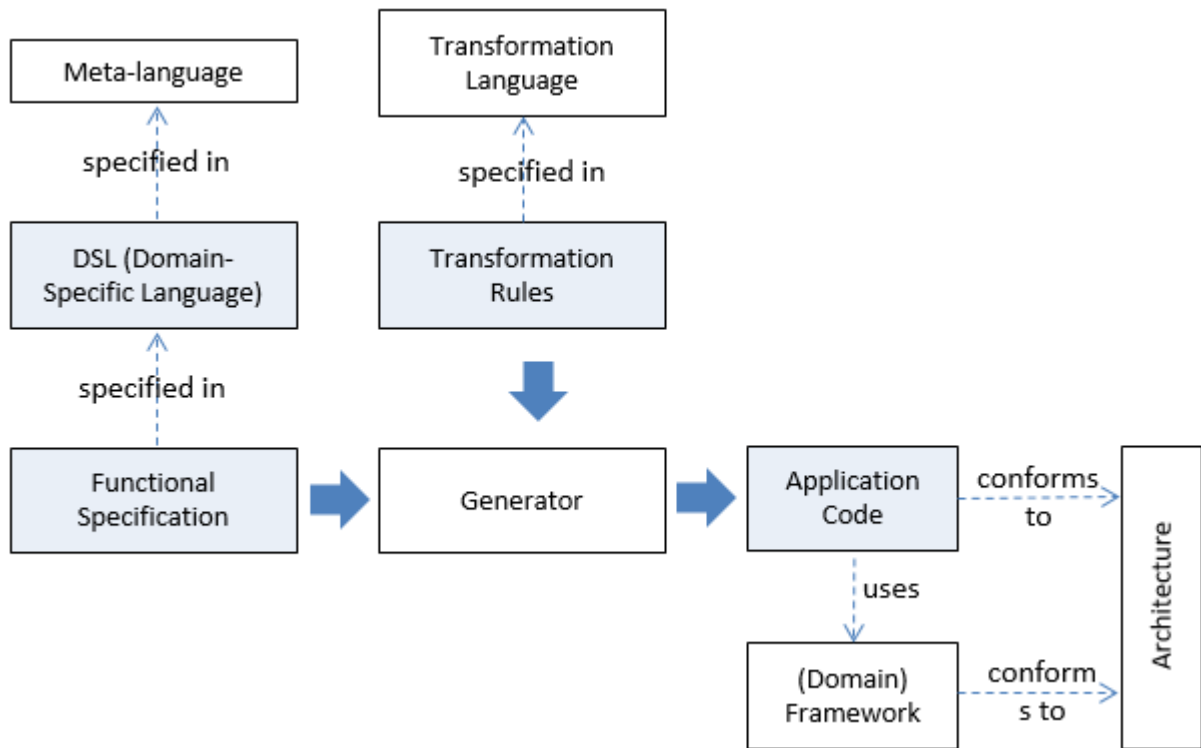 Meta-language
Transformation
Language
specified in
specified in
DSL (Domain-
Specific Language)
Transformation
Rules
specified in
Functional
Specification
Generator
Application
Code
conforms
to
uses
(Domain)
Framework
conform
s to
Architecture